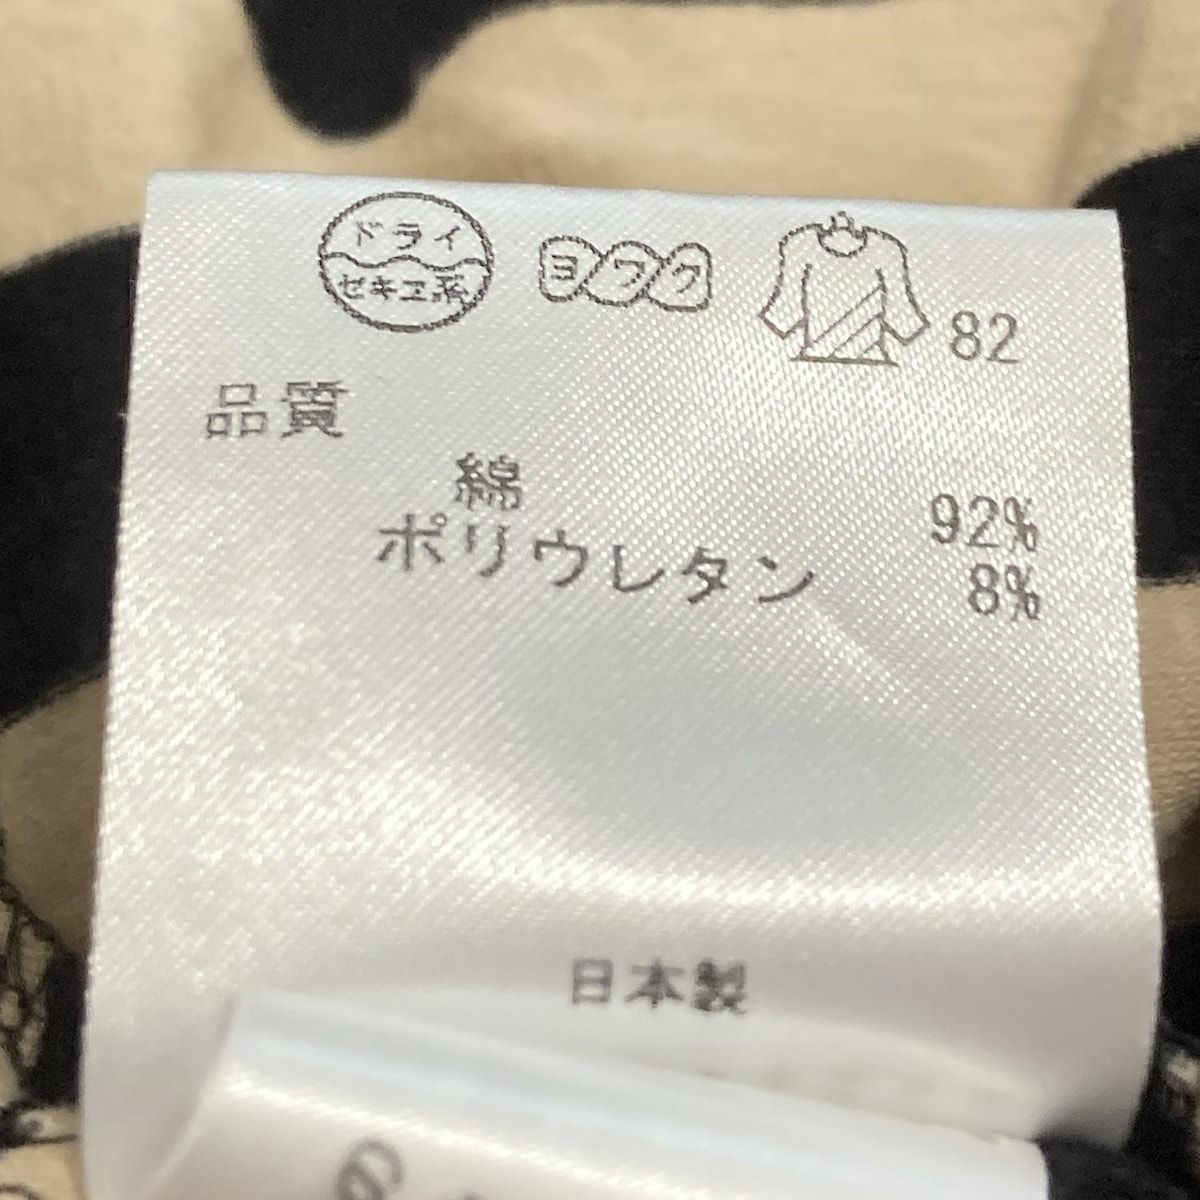 ドライ
セキユ系
ヨワク
82
品質
綿 92%
ポリウレタン 8%
日本製